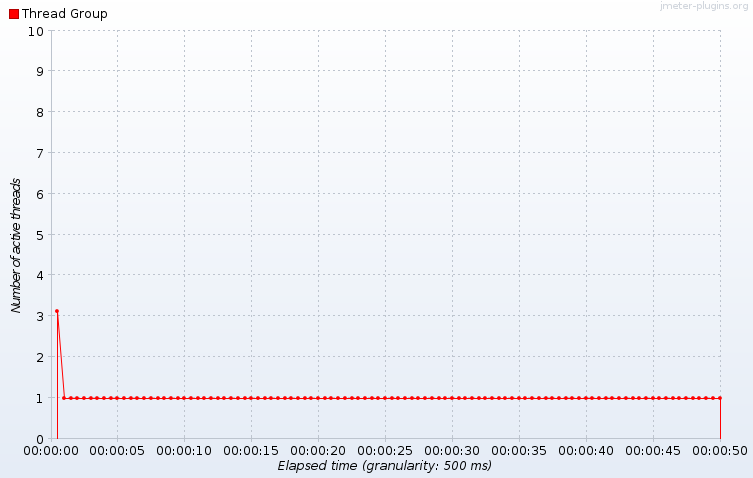 jmeter-plugins.org
Thread Group
10
9
8
7
6
5
4
3
2
1
0
Number of active threads
00:00:00 00:00:05 00:00:10 00:00:15 00:00:20 00:00:25 00:00:30 00:00:35 00:00:40 00:00:45 00:00:50
Elapsed time (granularity: 500 ms)